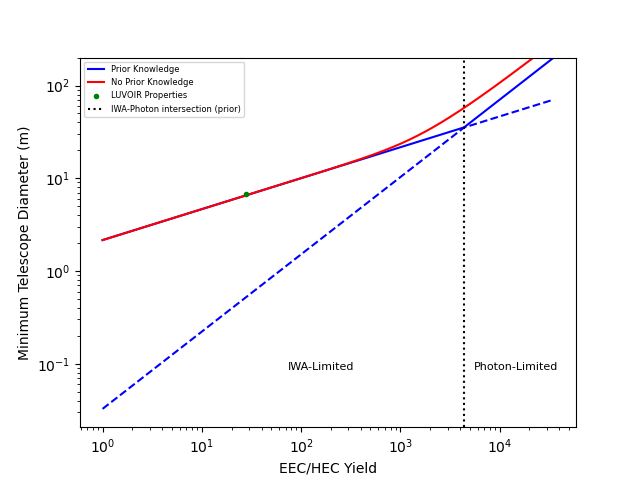 Prior Knowledge
No Prior Knowledge
LUVOIR Properties
IWA-Photon intersection (prior)
Minimum Telescope Diameter (m)
10²
10¹
10⁰
10⁻¹
IWA-Limited
Photon-Limited
10⁰ 10¹ 10² 10³ 10⁴
EEC/HEC Yield